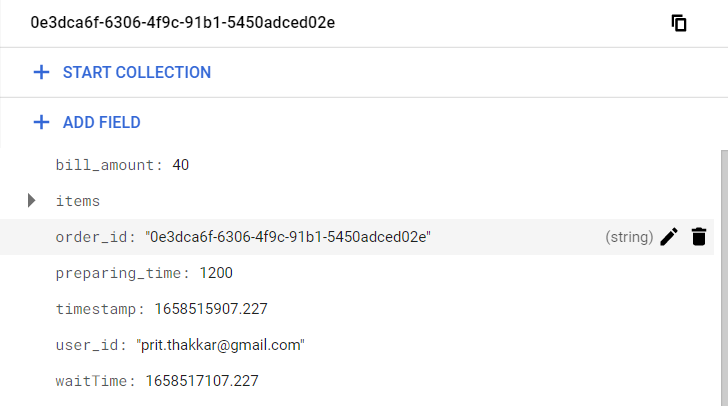 0e3dca6f-6306-4f9c-91b1-5450adced02e
START COLLECTION
ADD FIELD
bill_amount: 40
items
order_id: "0e3dca6f-6306-4f9c-91b1-5450adced02e" (string)
preparing_time: 1200
timestamp: 1658515907.227
user_id: "prit.thakkar@gmail.com"
waitTime: 1658517107.227